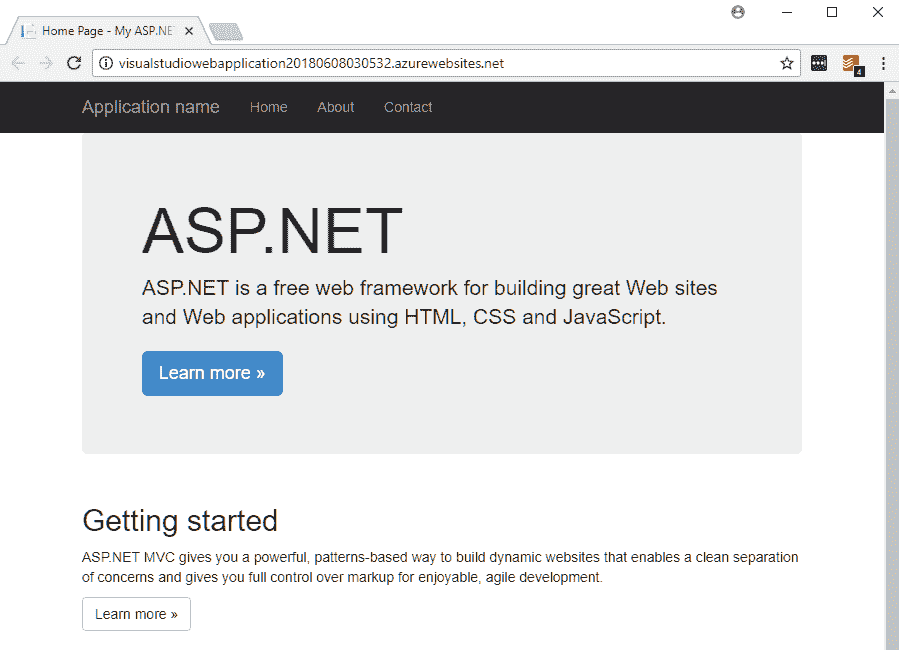 Home Page - My ASP.NE
visualstudiowebapplication20180608030532.azurewebsites.net
4
Application name Home About Contact
ASP.NET
ASP.NET is a free web framework for building great Web sites
and Web applications using HTML, CSS and JavaScript.
Learn more »
Getting started
ASP.NET MVC gives you a powerful, patterns-based way to build dynamic websites that enables a clean separation
of concerns and gives you full control over markup for enjoyable, agile development.
Learn more »